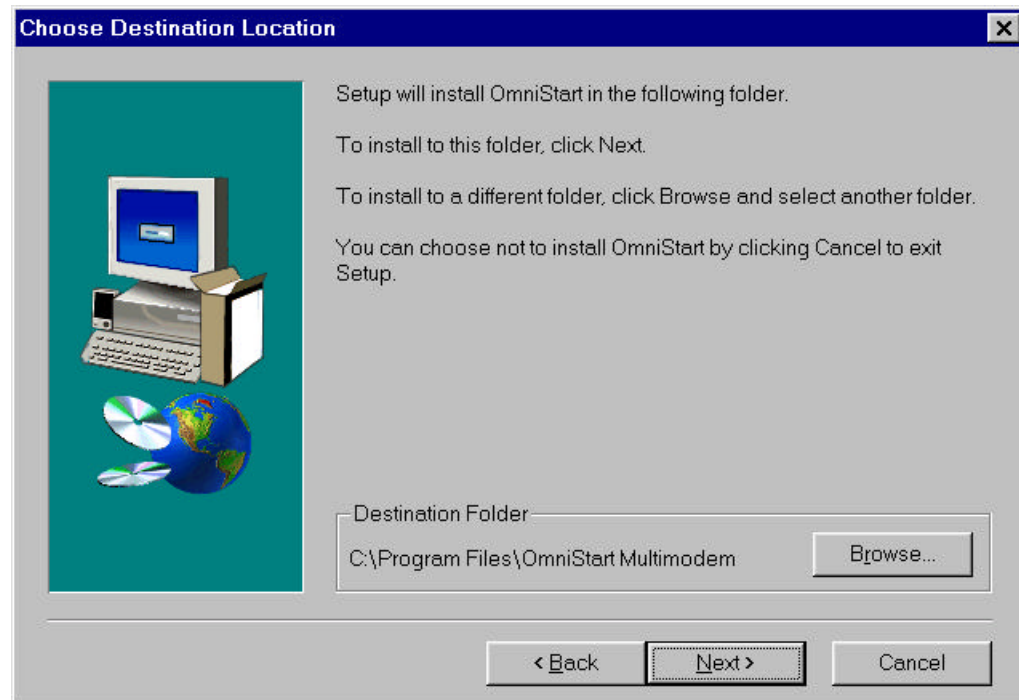 Choose Destination Location
Setup will install OmniStart in the following folder.
To install to this folder, click Next.
To install to a different folder, click Browse and select another folder.
You can choose not to install OmniStart by clicking Cancel to exit
Setup.
Destination Folder
C:\Program Files\OmniStart Multimodem
Browse...
< Back
Next >
Cancel